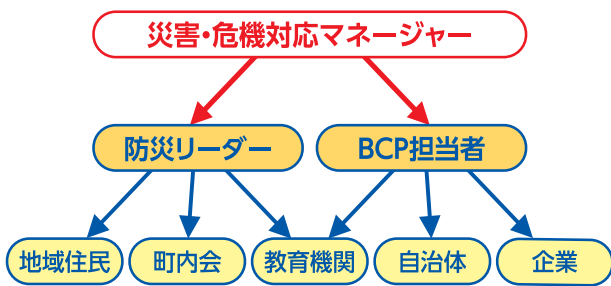 災害・危機対応マネージャー
防災リーダー
BCP担当者
地域住民
町内会
教育機関
自治体
企業